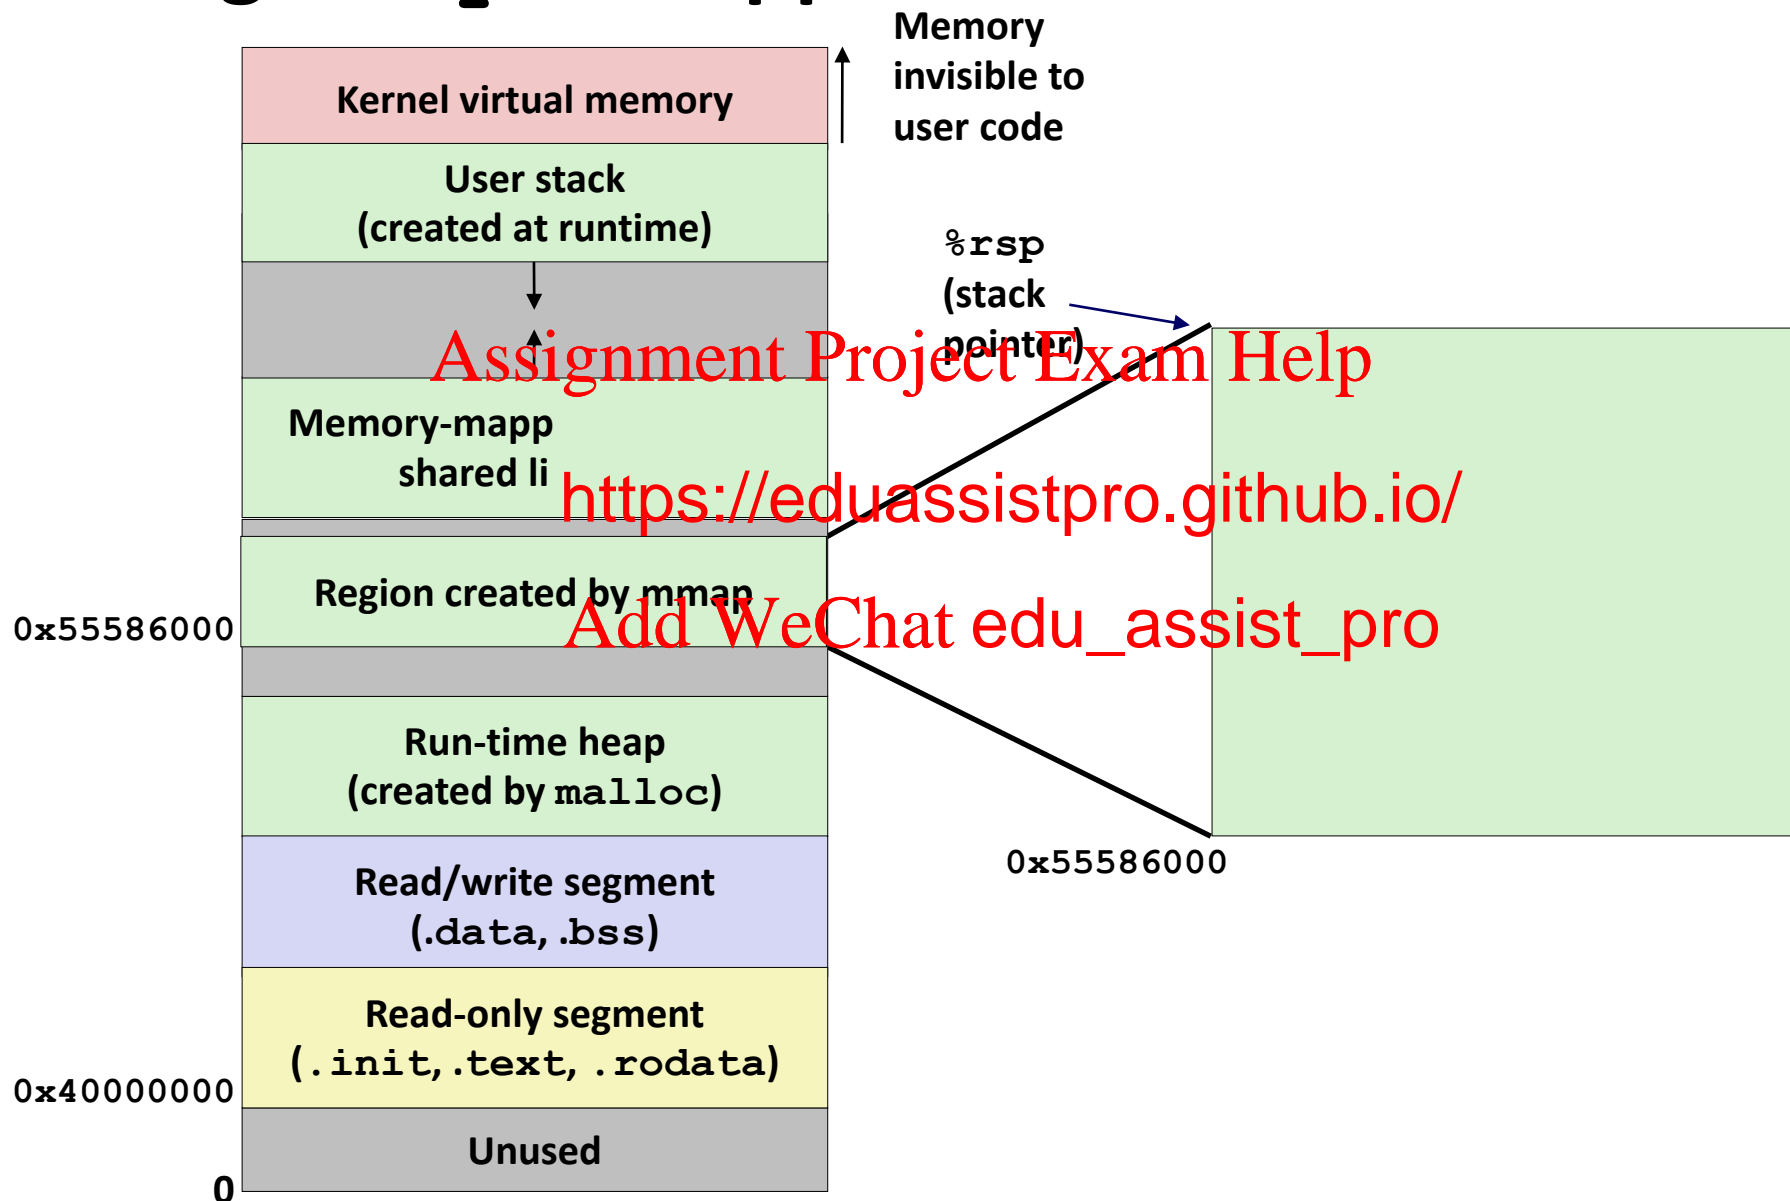 Memory
invisible to
user code
Kernel virtual memory
User stack
(created at runtime)
%rsp
(stack
pointer)
Assignment Project Exam Help
Memory-mapp
shared li
https://eduassistpro.github.io/
Region created by mmap
Add WeChat edu_assist_pro
0x55586000
Run-time heap
(created by malloc)
0x55586000
Read/write segment
(.data, .bss)
Read-only segment
(.init, .text, .rodata)
0x40000000
Unused
0